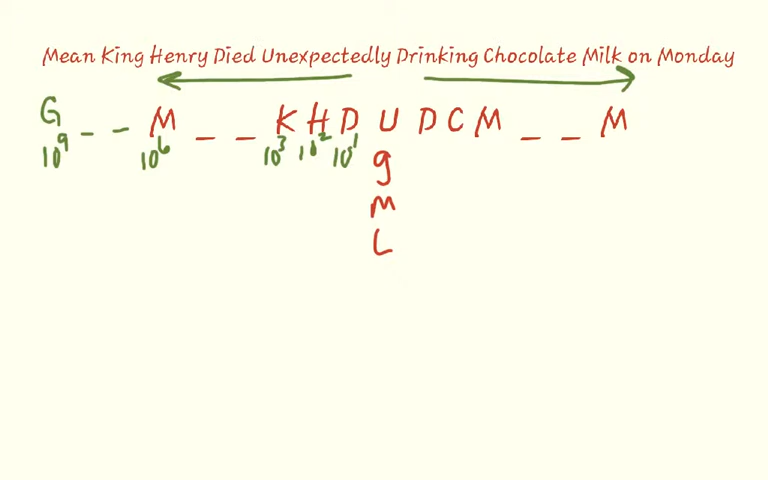 Mean King Henry Died Unexpectedly Drinking Chocolate Milk on Monday
G _ _ M _ _ K H D U D C M _ _ M
10⁹ 10⁶ 10³ 10² 10¹
g
M
L